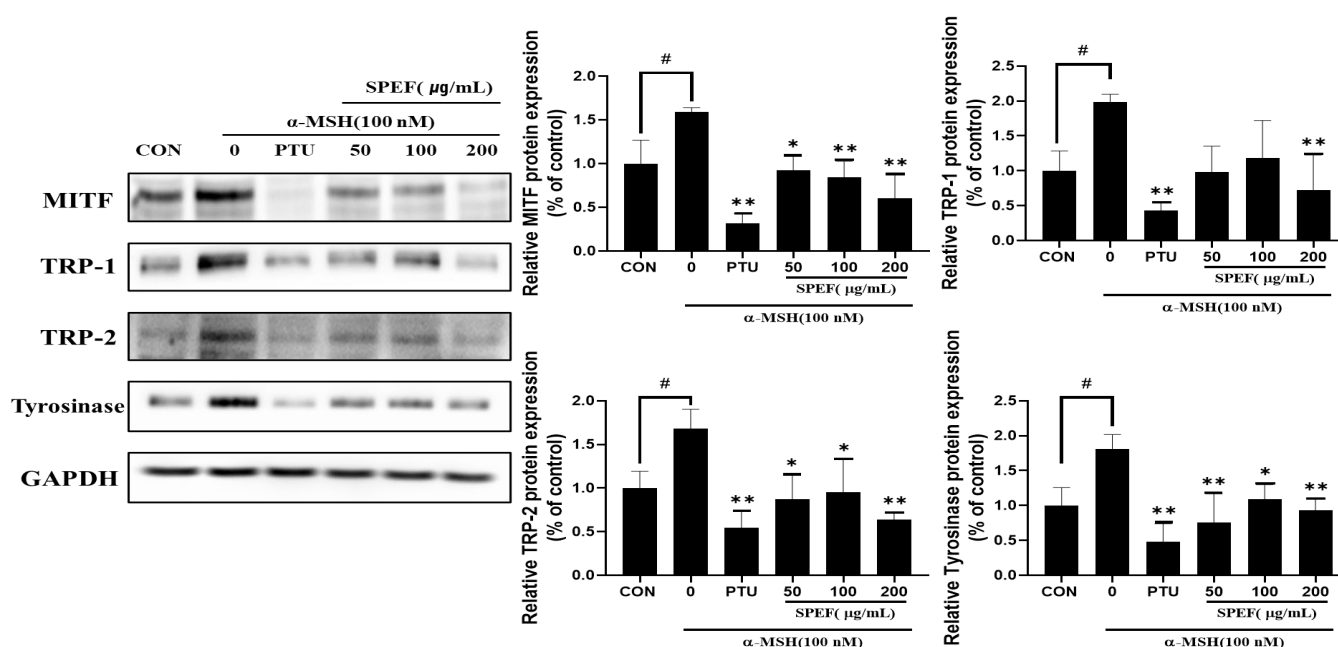 SPEF( μg/mL)
α-MSH(100 nM)
CON 0 PTU 50 100 200
MITF
TRP-1
TRP-2
Tyrosinase
GAPDH
Relative MITF protein expression
(% of control)
2.0
1.5
1.0
0.5
0.0
#
** * ** **
CON 0 PTU 50 100 200
SPEF( μg/mL)
α-MSH(100 nM)
Relative TRP-1 protein expression
(% of control)
2.5
2.0
1.5
1.0
0.5
0.0
#
** **
CON 0 PTU 50 100 200
SPEF( μg/mL)
α-MSH(100 nM)
Relative TRP-2 protein expression
(% of control)
2.0
1.5
1.0
0.5
0.0
#
** * * **
CON 0 PTU 50 100 200
SPEF( μg/mL)
α-MSH(100 nM)
Relative Tyrosinase protein expression
(% of control)
2.5
2.0
1.5
1.0
0.5
0.0
#
** ** * **
CON 0 PTU 50 100 200
SPEF( μg/mL)
α-MSH(100 nM)